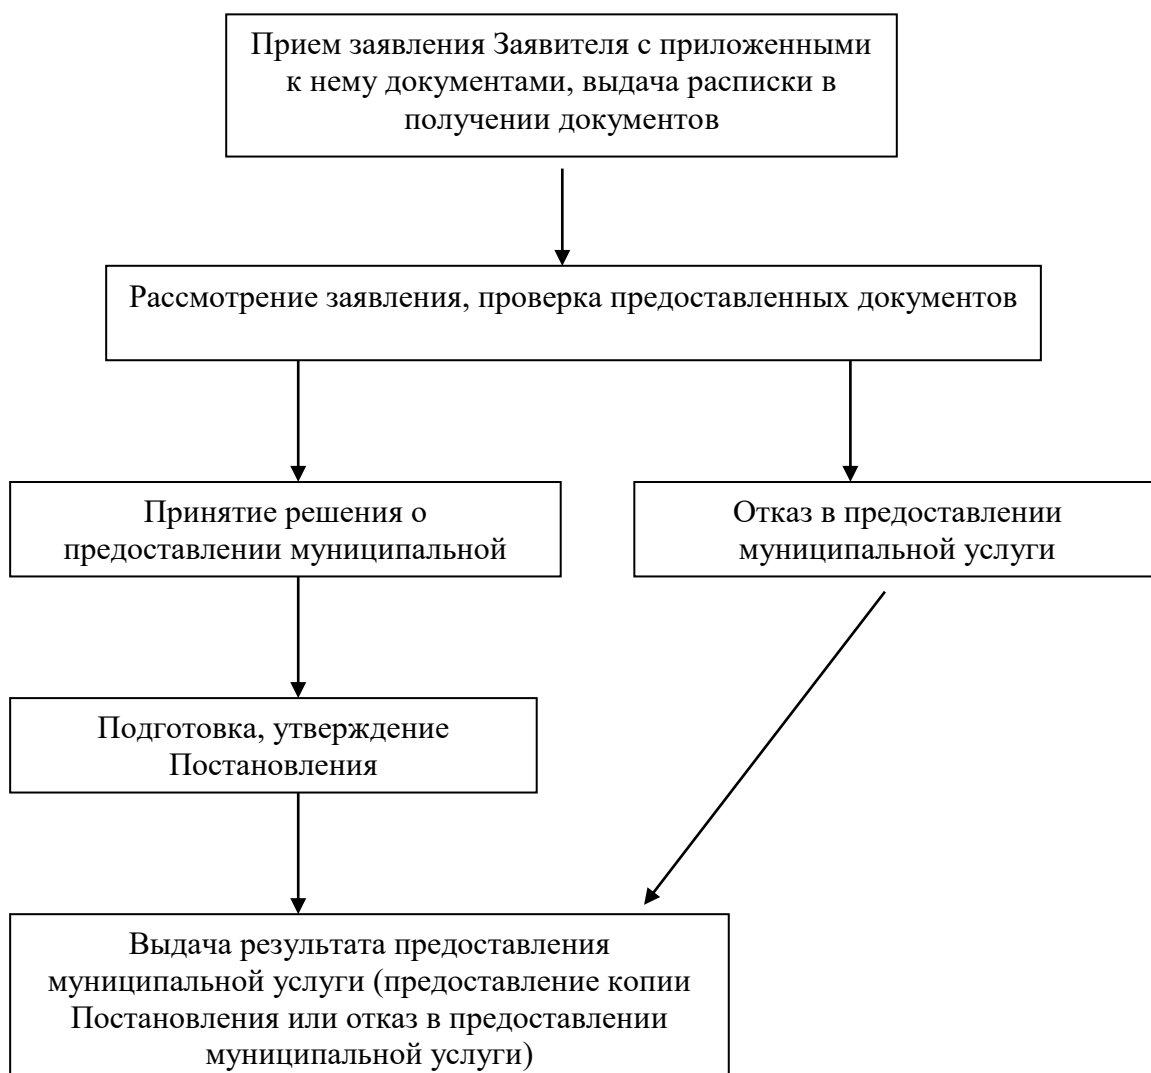 Прием заявления Заявителя с приложенными
к нему документами, выдача расписки в
получении документов
Рассмотрение заявления, проверка предоставленных документов
Принятие решения о
предоставлении муниципальной
Отказ в предоставлении
муниципальной услуги
Подготовка, утверждение
Постановления
Выдача результата предоставления
муниципальной услуги (предоставление копии
Постановления или отказ в предоставлении
муниципальной услуги)